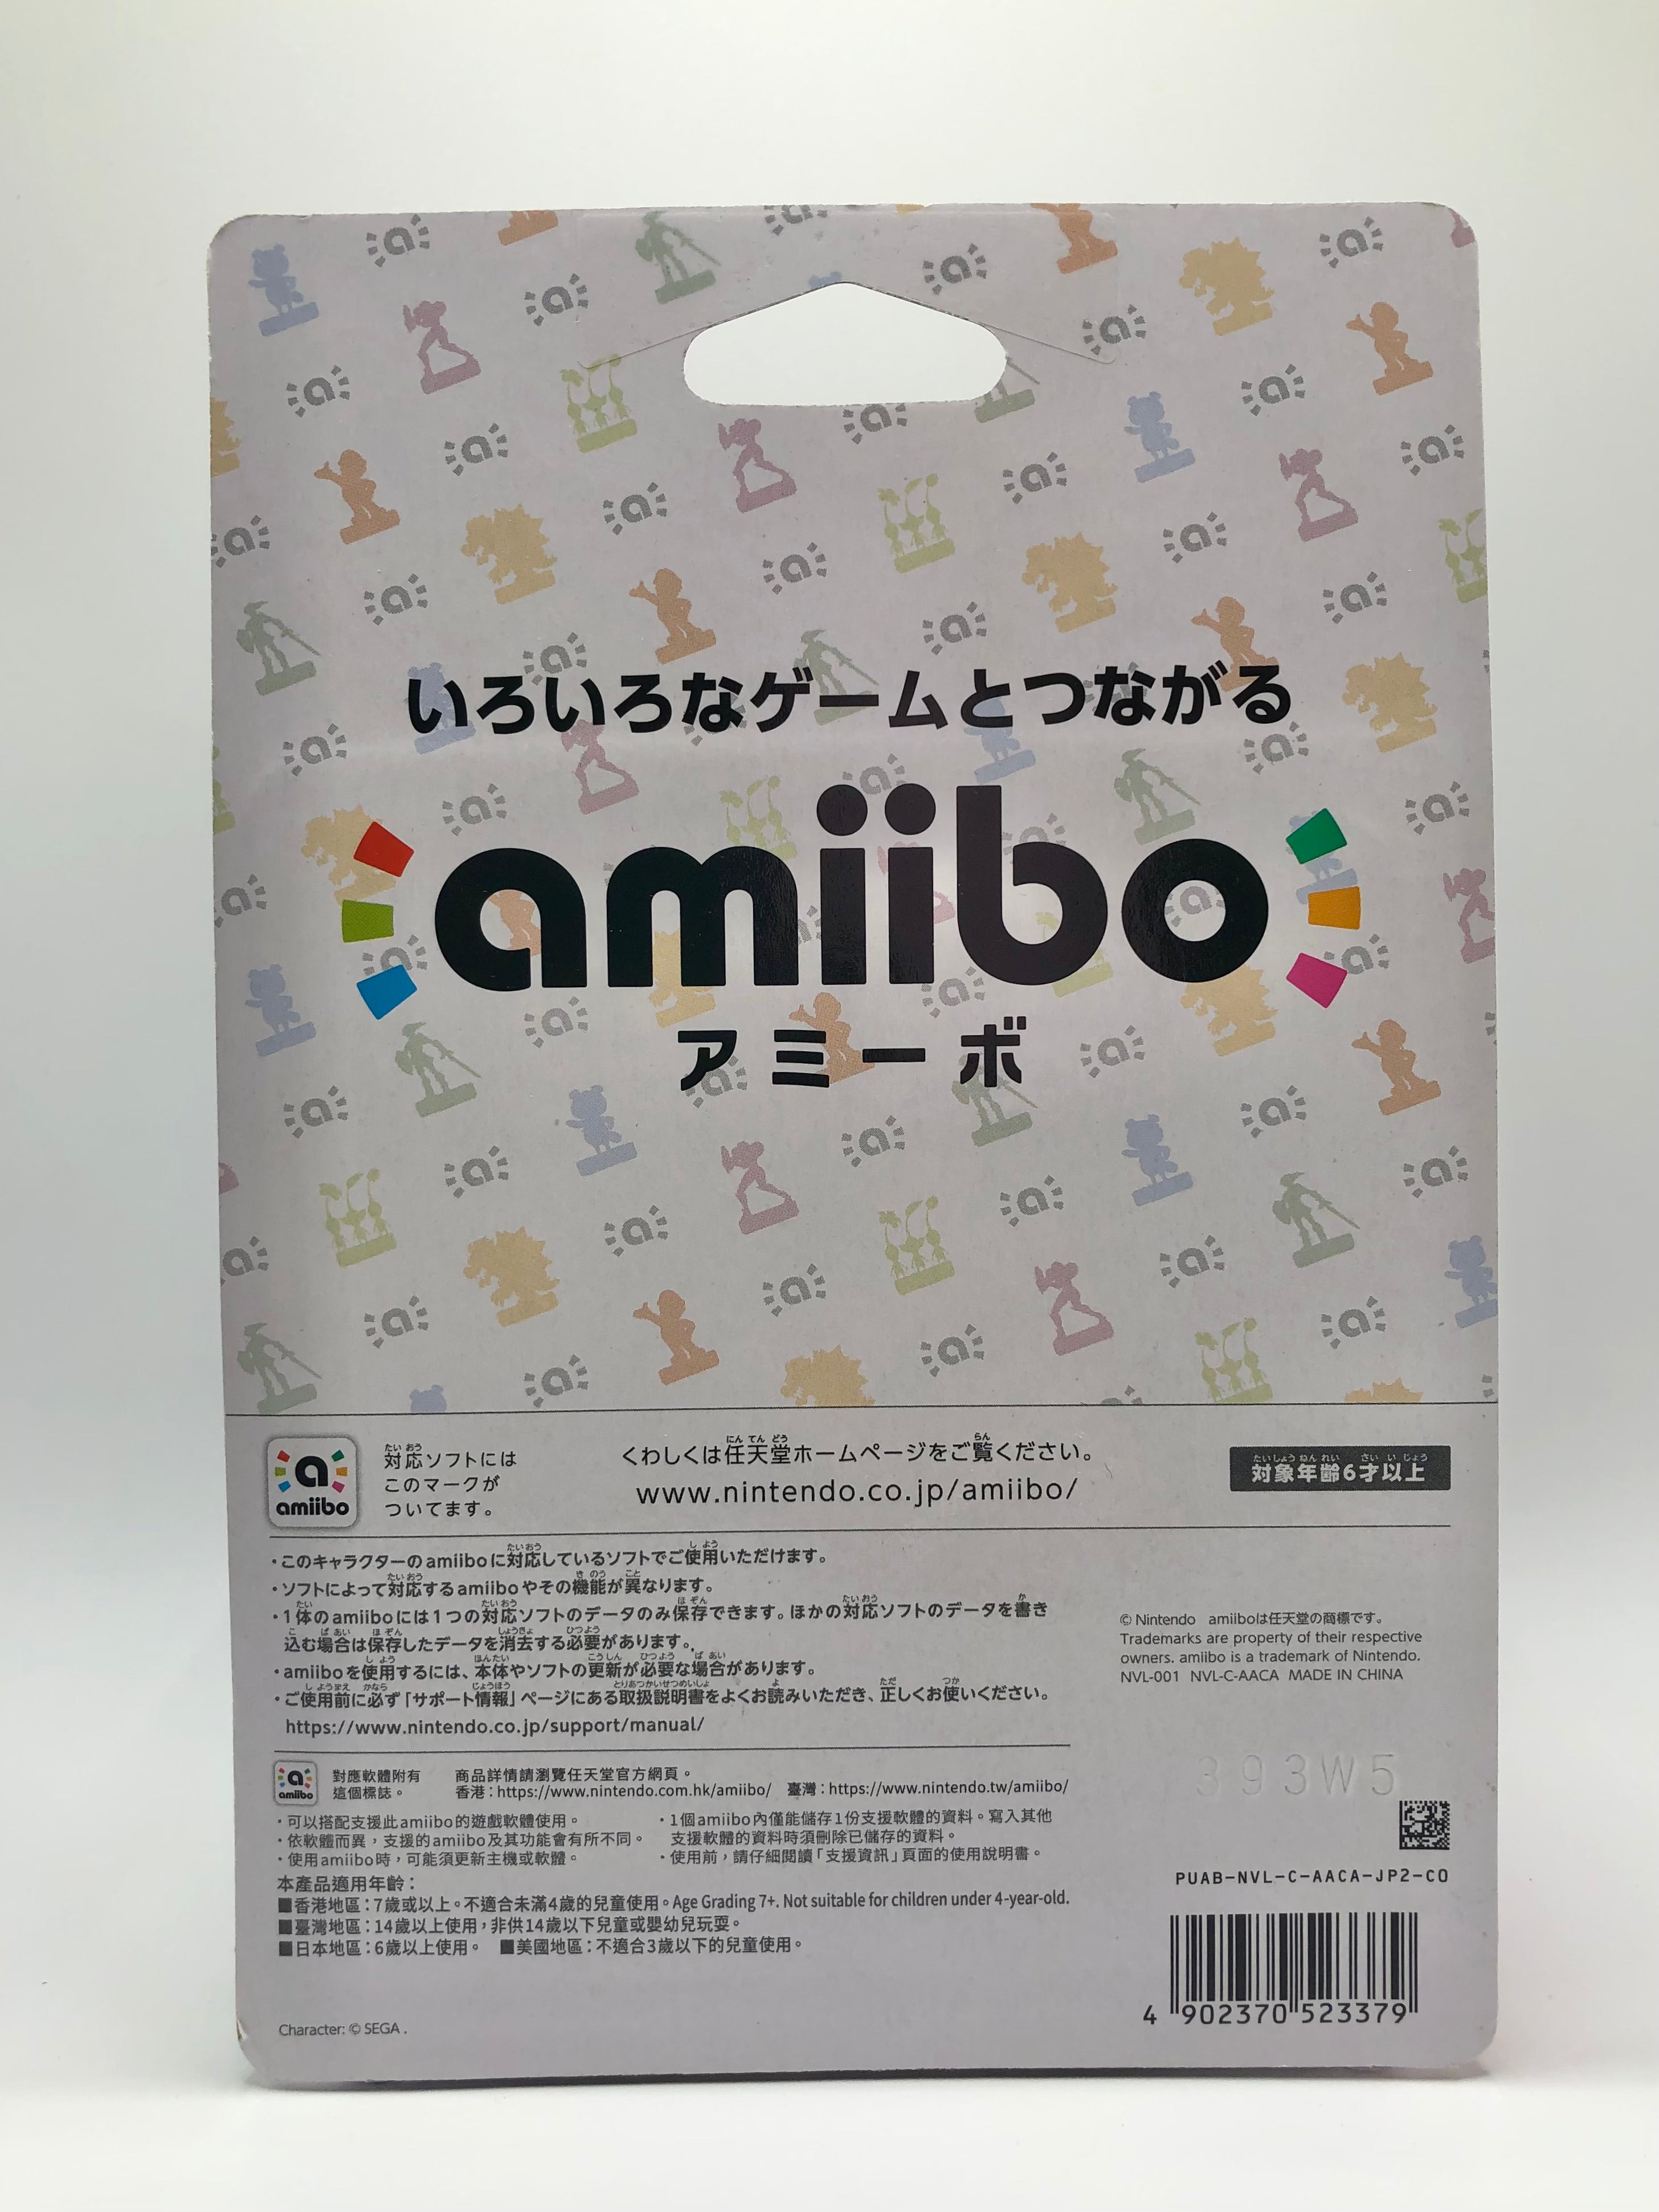 いろいろなゲームとつながる
amiibo
アミーボ
amiibo
対応ソフトには
このマークが
ついてます。
くわしくは任天堂ホームページをご覧ください。
www.nintendo.co.jp/amiibo/
対象年齢6才以上
・このキャラクターのamiiboに対応しているソフトでご使用いただけます。
・ソフトによって対応するamiiboやその機能が異なります。
・1体のamiiboには1つの対応ソフトのデータのみ保存できます。ほかの対応ソフトのデータを書き
込む場合は保存したデータを消去する必要があります。
・amiiboを使用するには、本体やソフトの更新が必要な場合があります。
・ご使用前に必ず「サポート情報」ページにある取扱説明書をよくお読みいただき、正しくお使いください。
https://www.nintendo.co.jp/support/manual/
© Nintendo amiiboは任天堂の商標です。
Trademarks are property of their respective
owners. amiibo is a trademark of Nintendo.
NVL-001 NVL-C-AACA MADE IN CHINA
393W5
amiibo
對應軟體附有
這個標誌。
商品詳情請瀏覽任天堂官方網頁。
香港：https://www.nintendo.com.hk/amiibo/ 臺灣：https://www.nintendo.tw/amiibo/
・可以搭配支援此amiibo的遊戲軟體使用。
・依軟體而異，支援的amiibo及其功能會有所不同。
・使用amiibo時，可能須更新主機或軟體。
・1個amiibo內僅能儲存1份支援軟體的資料。寫入其他
支援軟體的資料時須刪除已儲存的資料。
・使用前，請仔細閱讀「支援資訊」頁面的使用說明書。
本產品適用年齡：
■香港地區：7歲或以上。不適合未滿4歲的兒童使用。Age Grading 7+. Not suitable for children under 4-year-old.
■臺灣地區：14歲以上使用，非供14歲以下兒童或嬰幼兒玩耍。
■日本地區：6歲以上使用。 ■美國地區：不適合3歲以下的兒童使用。
PUAB-NVL-C-AACA-JP2-C0
4 902370 523379
Character: © SEGA .